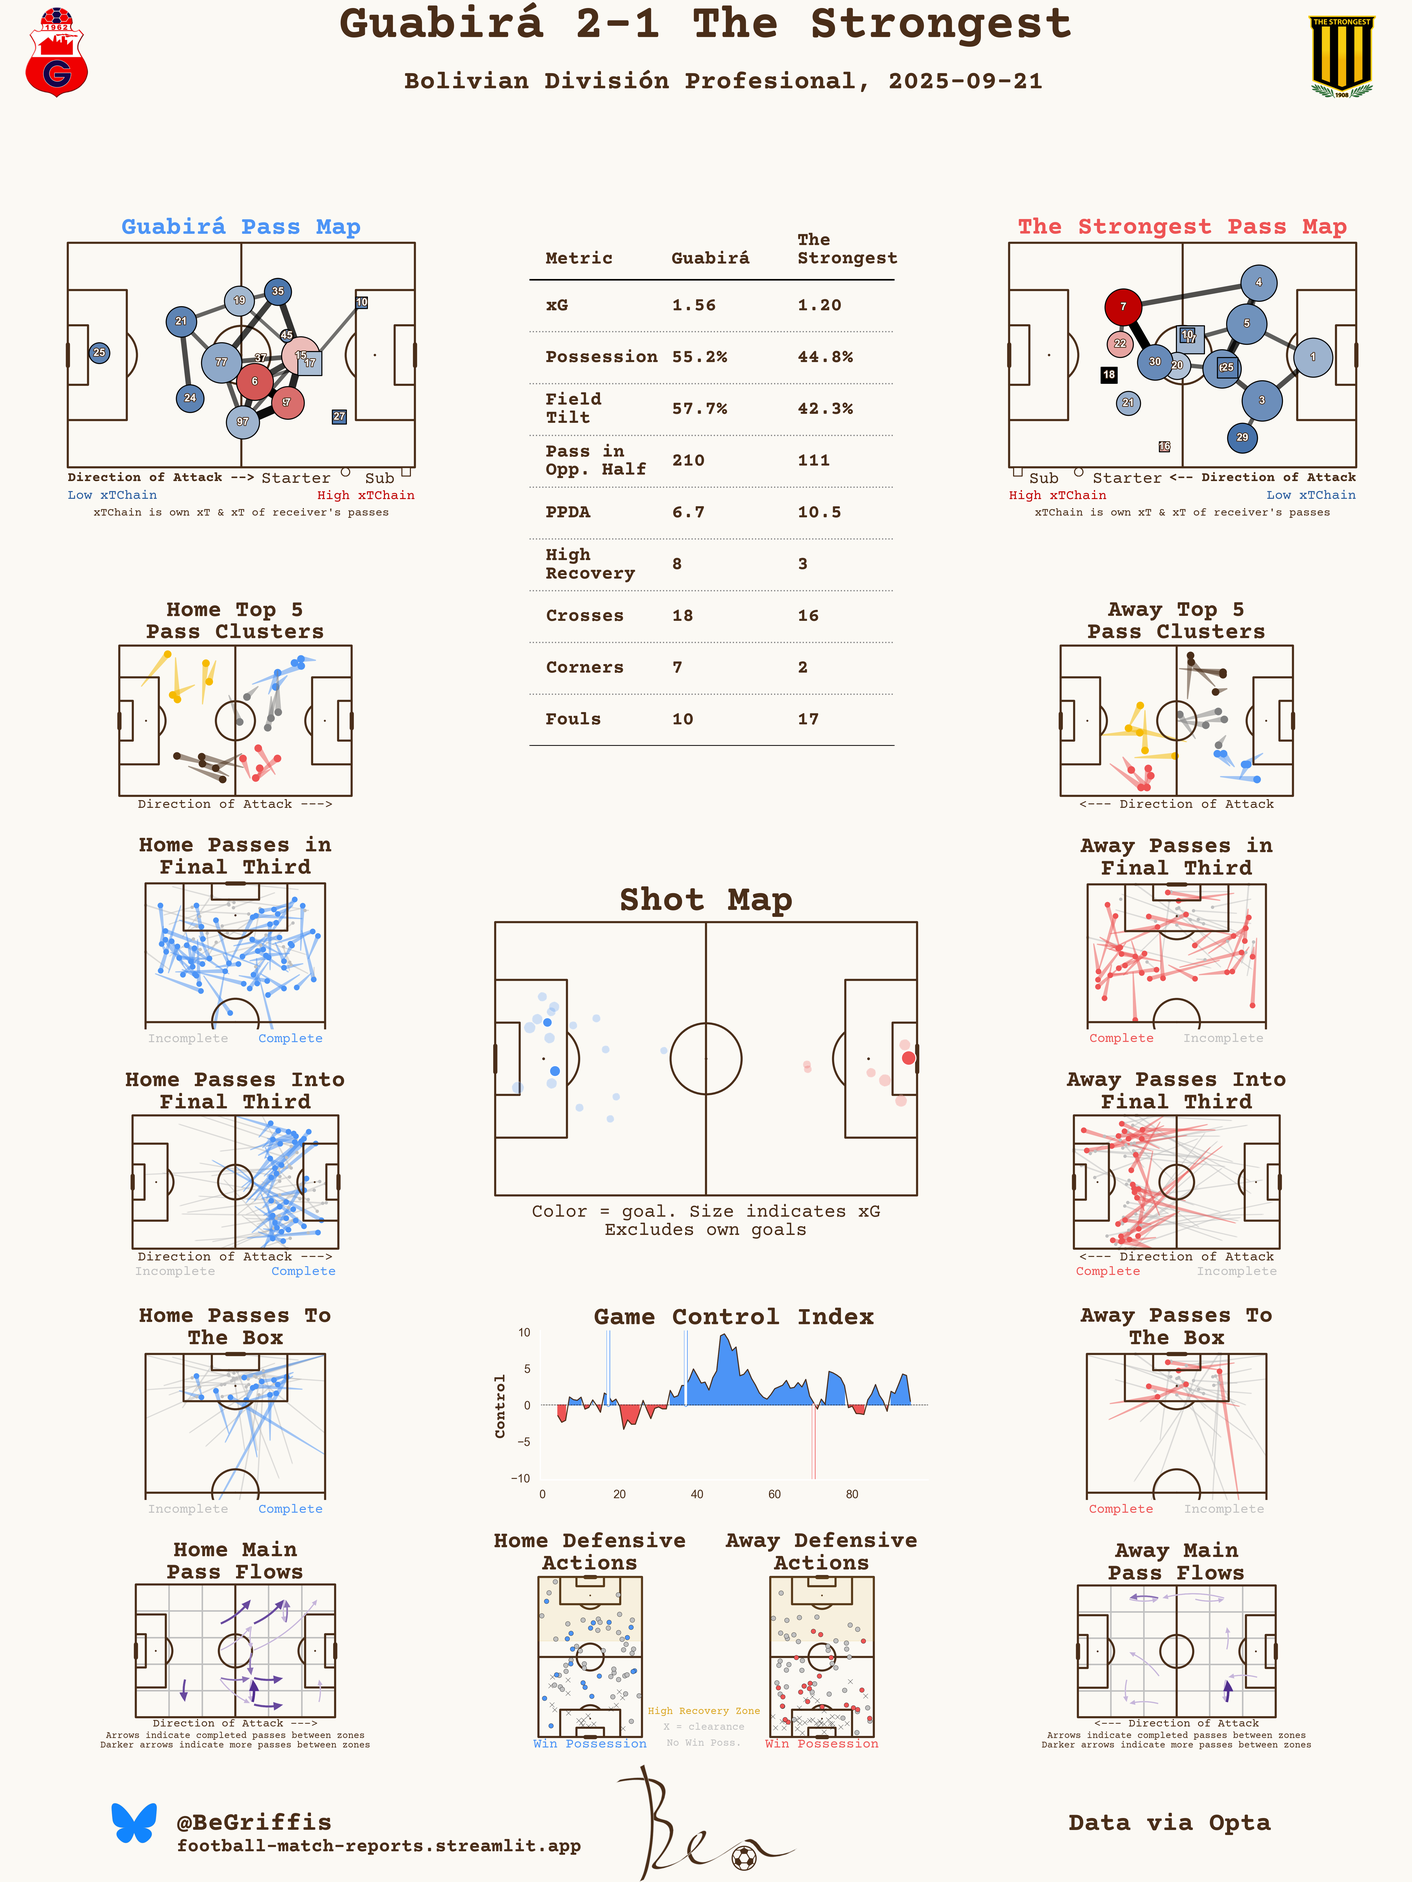 Guabirá 2-1 The Strongest
Bolivian División Profesional, 2025-09-21
1962
G
THE STRONGEST
1908
Guabirá Pass Map
19
35
10
21
45
25
77
37
15
17
6
24
97
27
Direction of Attack --> Starter Sub
Low xTChain High xTChain
xTChain is own xT & xT of receiver's passes
Metric Guabirá The Strongest
xG 1.56 1.20
Possession 55.2% 44.8%
Field Tilt 57.7% 42.3%
Pass in Opp. Half 210 111
PPDA 6.7 10.5
High Recovery 8 3
Crosses 18 16
Corners 7 2
Fouls 10 17
The Strongest Pass Map
4
7
5
10
22
1
30
20
25
18
21
3
29
16
Sub Starter <-- Direction of Attack
High xTChain Low xTChain
xTChain is own xT & xT of receiver's passes
Home Top 5
Pass Clusters
Direction of Attack --->
Away Top 5
Pass Clusters
<--- Direction of Attack
Home Passes in
Final Third
Incomplete Complete
Away Passes in
Final Third
Complete Incomplete
Shot Map
Color = goal. Size indicates xG
Excludes own goals
Home Passes Into
Final Third
Direction of Attack --->
Incomplete Complete
Away Passes Into
Final Third
<--- Direction of Attack
Complete Incomplete
Home Passes To
The Box
Incomplete Complete
Game Control Index
Control
10
5
0
−5
−10
0 20 40 60 80
Away Passes To
The Box
Complete Incomplete
Home Main
Pass Flows
Direction of Attack --->
Arrows indicate completed passes between zones
Darker arrows indicate more passes between zones
Home Defensive
Actions
Win Possession
High Recovery Zone
X = clearance
No Win Poss.
Away Defensive
Actions
Win Possession
Away Main
Pass Flows
<--- Direction of Attack
Arrows indicate completed passes between zones
Darker arrows indicate more passes between zones
@BeGriffis
football-match-reports.streamlit.app
Ben
Data via Opta